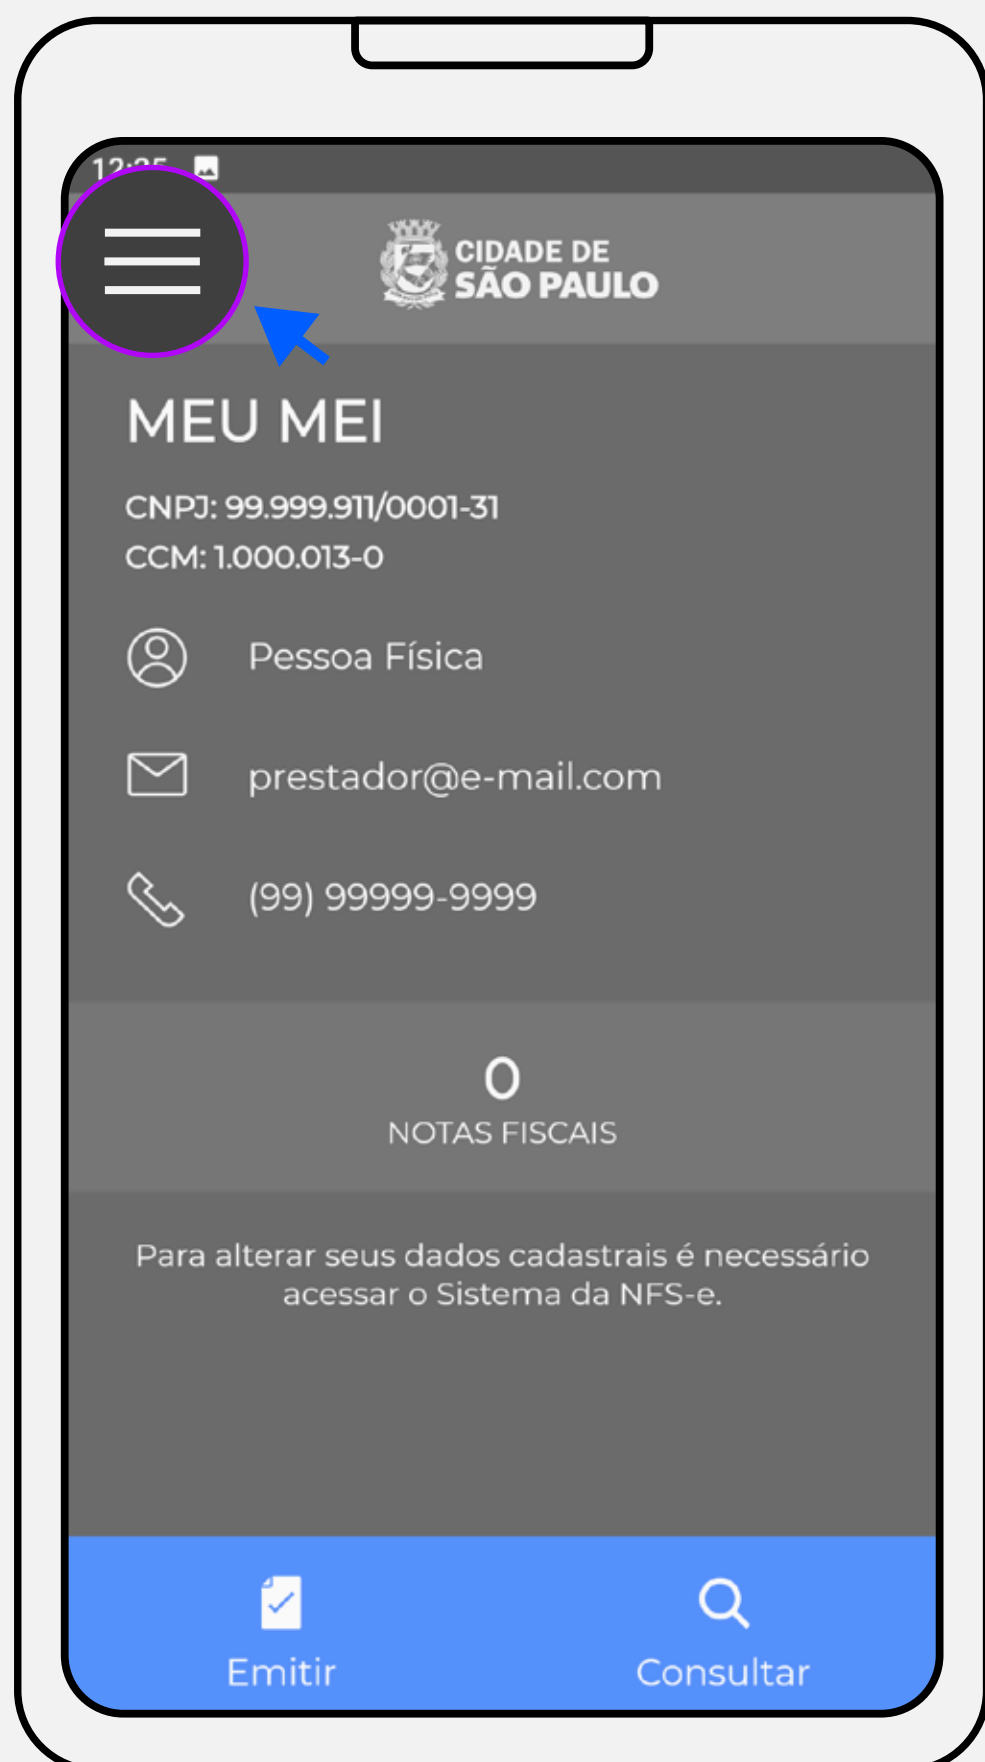 12:25
CIDADE DE
SÃO PAULO
MEU MEI
CNPJ: 99.999.911/0001-31
CCM: 1.000.013-0
Pessoa Física
prestador@e-mail.com
(99) 99999-9999
0
NOTAS FISCAIS
Para alterar seus dados cadastrais é necessário
acessar o Sistema da NFS-e.
Emitir
Consultar